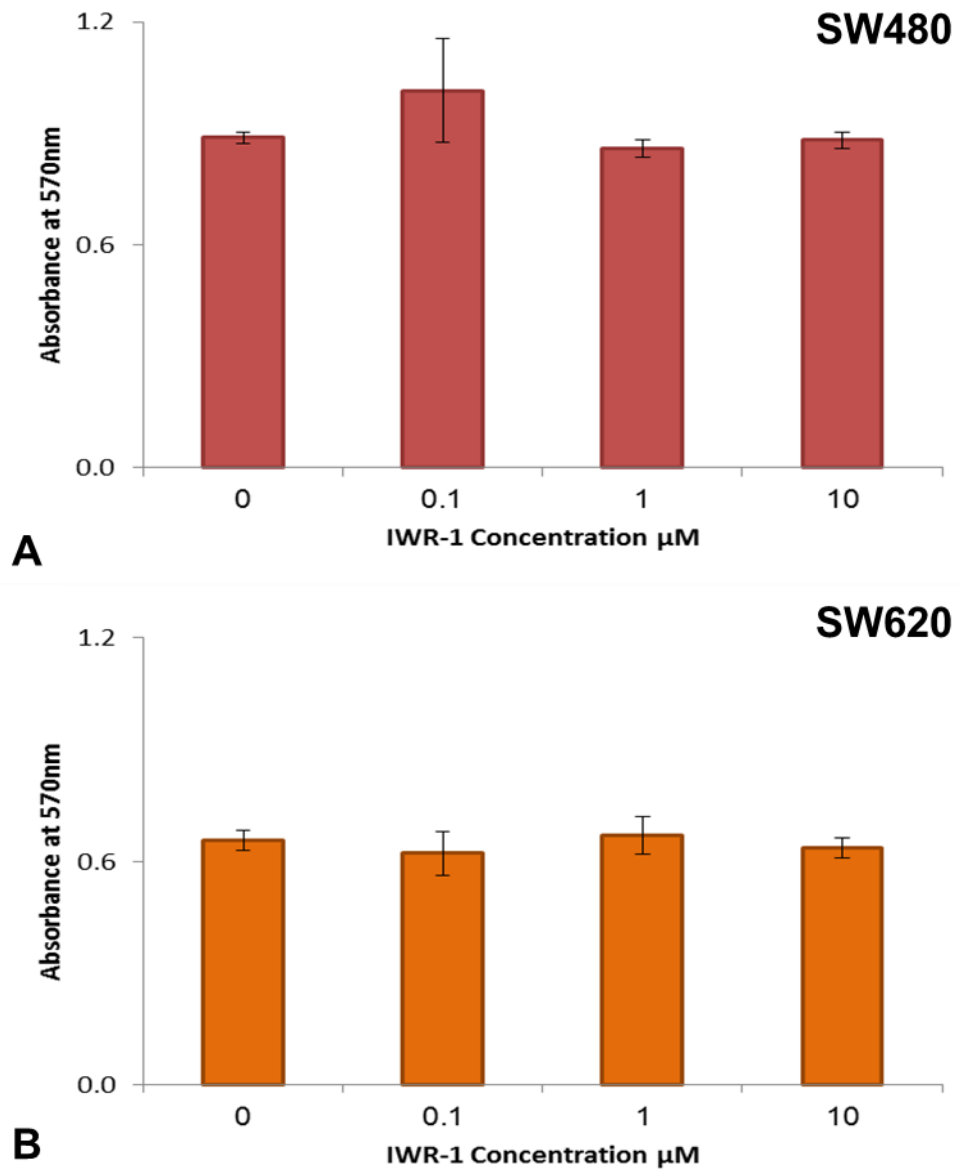 SW480
1.2
0.6
0.0
Absorbance at 570nm
0 0.1 1 10
IWR-1 Concentration µM
A
SW620
1.2
0.6
0.0
Absorbance at 570nm
0 0.1 1 10
IWR-1 Concentration µM
B